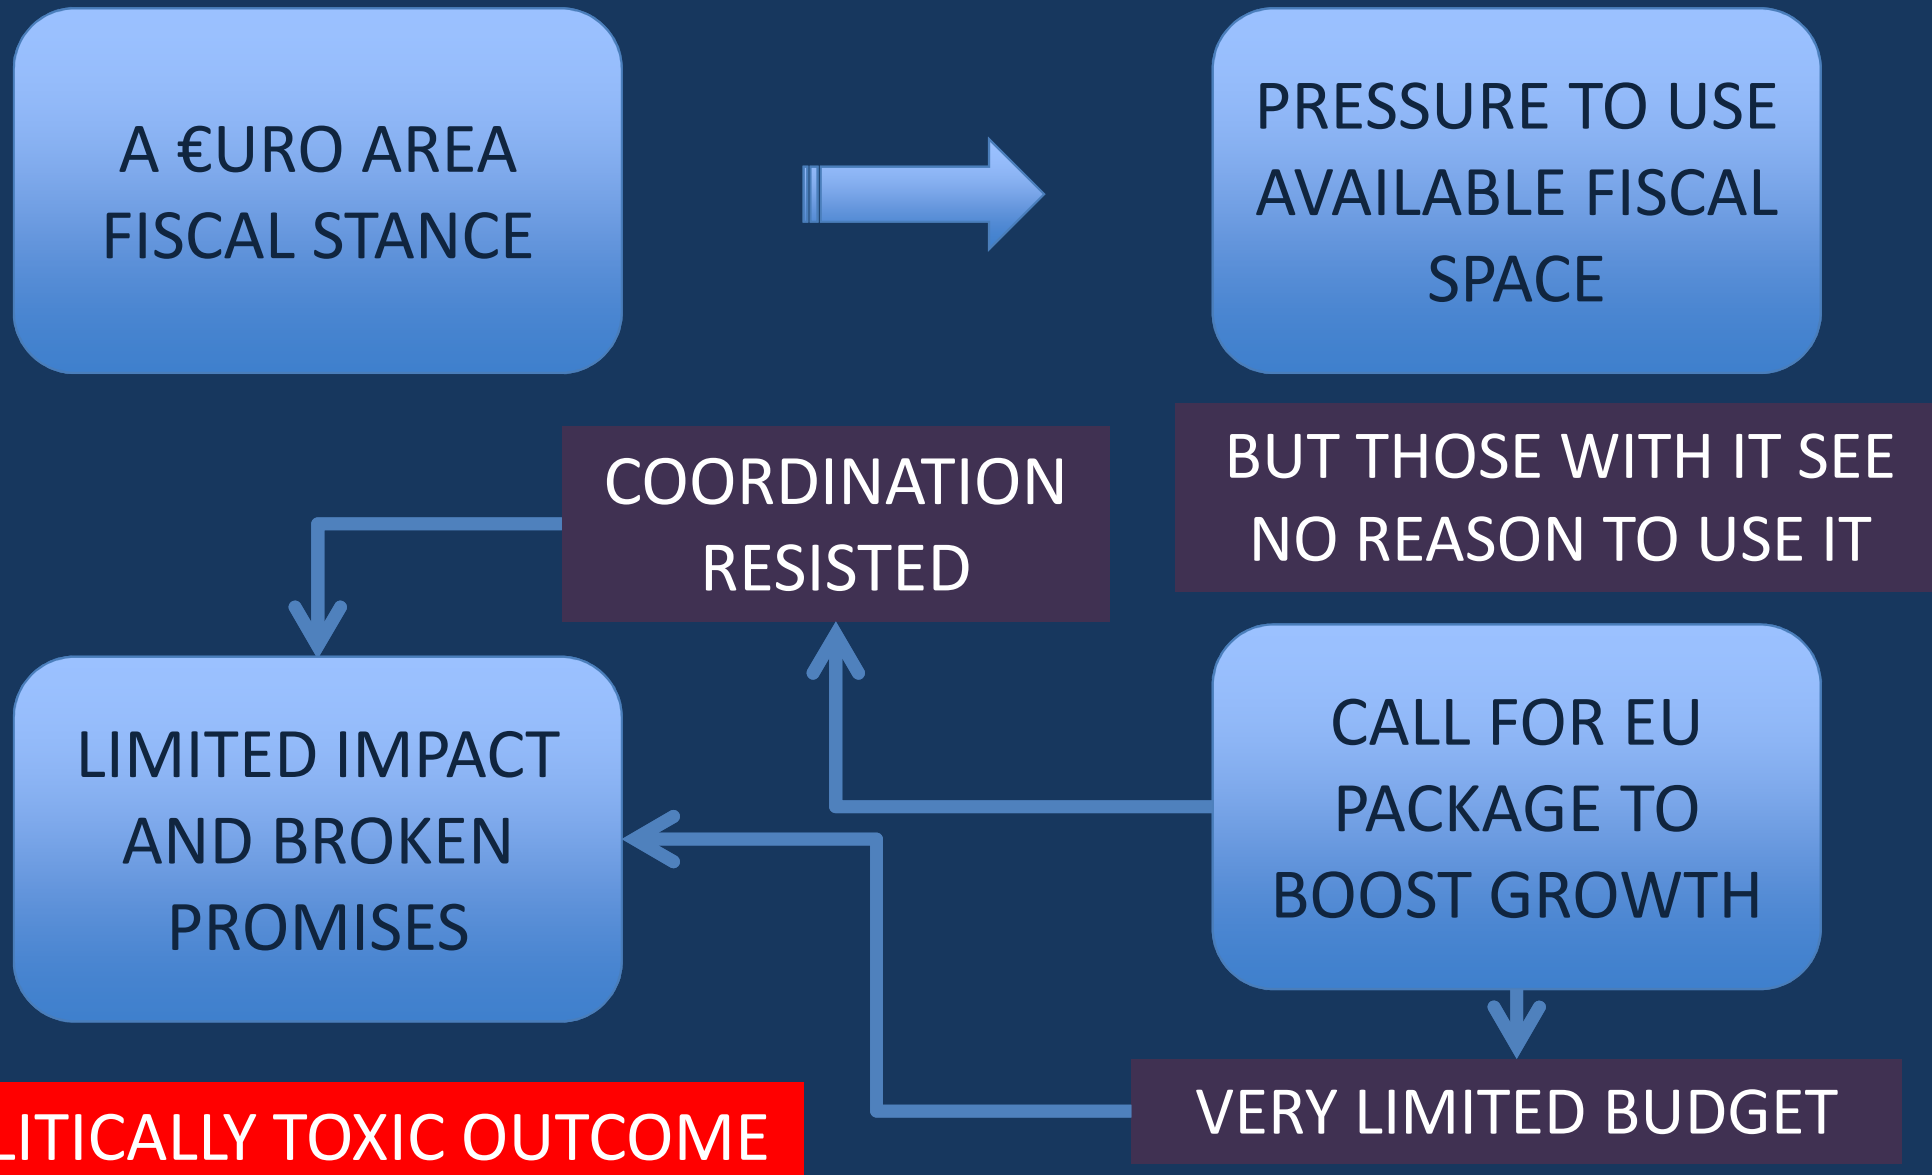 A €URO AREA
FISCAL STANCE
PRESSURE TO USE
AVAILABLE FISCAL
SPACE
BUT THOSE WITH IT SEE
NO REASON TO USE IT
COORDINATION
RESISTED
CALL FOR EU
PACKAGE TO
BOOST GROWTH
LIMITED IMPACT
AND BROKEN
PROMISES
VERY LIMITED BUDGET
LITICALLY TOXIC OUTCOME